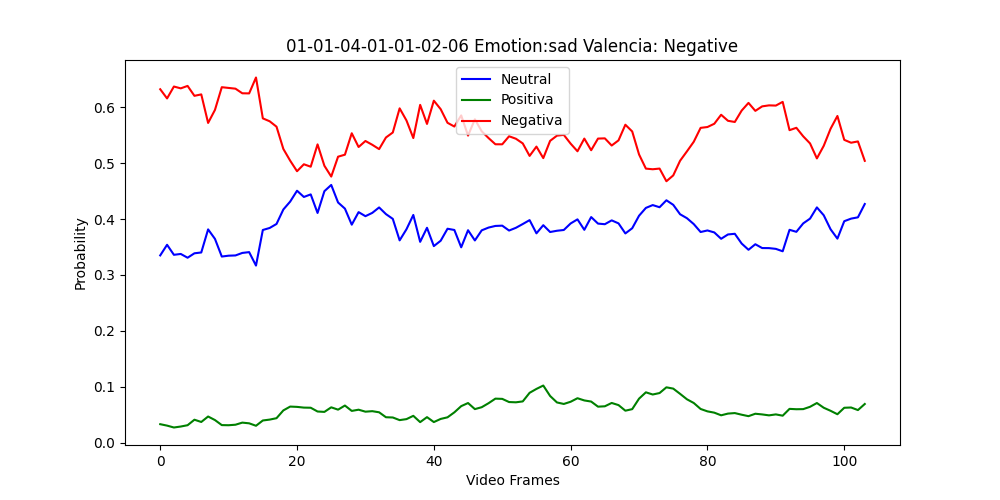 01-01-04-01-01-02-06 Emotion:sad Valencia: Negative
Neutral
Positiva
Negativa
Probability
0.6
0.5
0.4
0.3
0.2
0.1
0.0
0 20 40 60 80 100
Video Frames